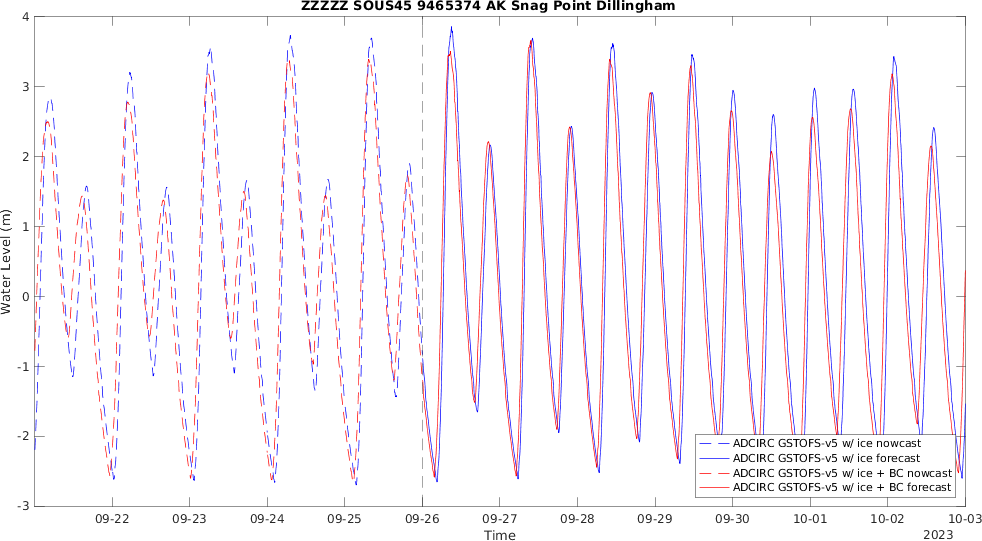 ZZZZZ SOUS45 9465374 AK Snag Point Dillingham
4
3
2
1
0
-1
-2
-3
Water Level (m)
09-22 09-23 09-24 09-25 09-26 09-27 09-28 09-29 09-30 10-01 10-02 10-03
Time
2023
ADCIRC GSTOFS-v5 w/ ice nowcast
ADCIRC GSTOFS-v5 w/ ice forecast
ADCIRC GSTOFS-v5 w/ ice + BC nowcast
ADCIRC GSTOFS-v5 w/ ice + BC forecast